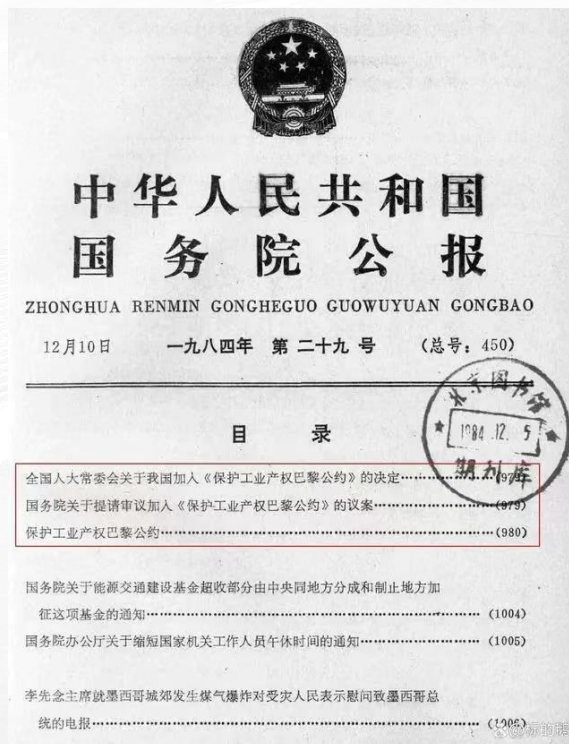 中华人民共和国
国务院公报
ZHONGHUA RENMIN GONGHEGUO GUOWUYUAN GONGBAO
12月10日 一九八四年 第二十九号 (总号：450)
北京图书馆
1984.12.5
期刊库
目录
全国人大常委会关于我国加入《保护工业产权巴黎公约》的决定……(979)
国务院关于提请审议加入《保护工业产权巴黎公约》的议案……(979)
保护工业产权巴黎公约……(980)
国务院关于能源交通建设基金超收部分由中央同地方分成和制止地方加
征这项基金的通知……(1004)
国务院办公厅关于缩短国家机关工作人员午休时间的通知……(1005)
李先念主席就墨西哥城郊发生煤气爆炸对受灾人民表示慰问致墨西哥总
统的电报……(1006)